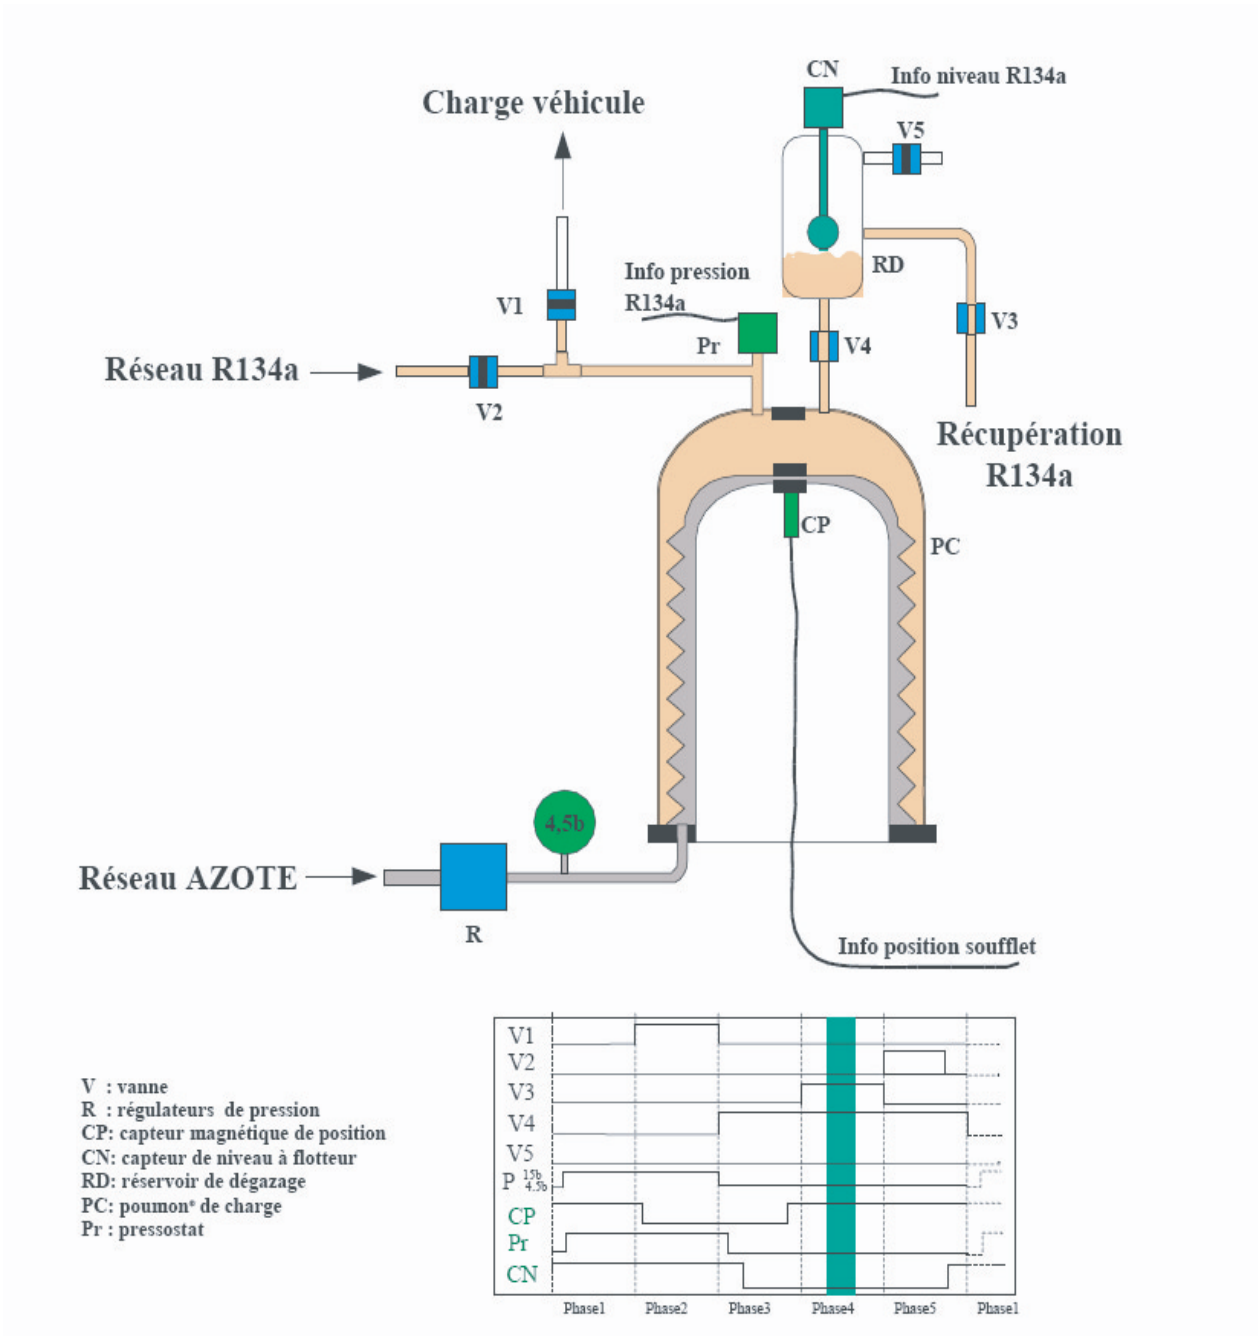 CN
Info niveau R134a
Charge véhicule
V5
Info pression
R134a
RD
V1
Pr
V4
V3
Réseau R134a
V2
Récupération
R134a
CP
PC
4,5b
Réseau AZOTE
R
Info position soufflet
V : vanne
R : régulateurs de pression
CP: capteur magnétique de position
CN: capteur de niveau à flotteur
RD: réservoir de dégazage
PC: poumon* de charge
Pr : pressostat
V1
V2
V3
V4
V5
P 15b
4.5b
CP
Pr
CN
Phase1 Phase2 Phase3 Phase4 Phase5 Phase1